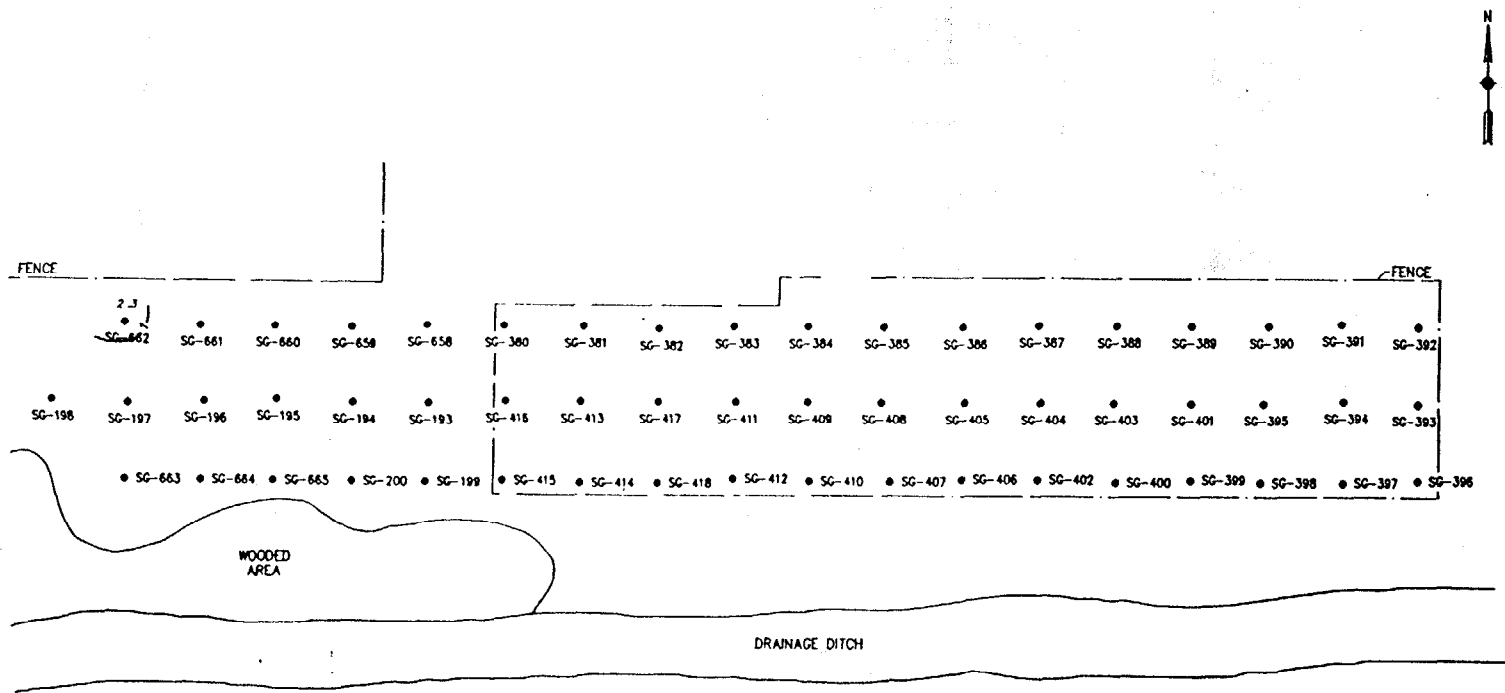 N
FENCE
FENCE
2.3
SG-662 SG-661 SG-660 SG-659 SG-658 SG-380 SG-381 SG-382 SG-383 SG-384 SG-385 SG-386 SG-387 SG-388 SG-389 SG-390 SG-391 SG-392
SG-198 SG-197 SG-196 SG-195 SG-194 SG-193 SG-416 SG-413 SG-417 SG-411 SG-409 SG-408 SG-405 SG-404 SG-403 SG-401 SG-395 SG-394 SG-393
SG-663 SG-664 SG-665 SG-200 SG-199 SG-415 SG-414 SG-418 SG-412 SG-410 SG-407 SG-406 SG-402 SG-400 SG-399 SG-398 SG-397 SG-396
WOODED
AREA
DRAINAGE DITCH